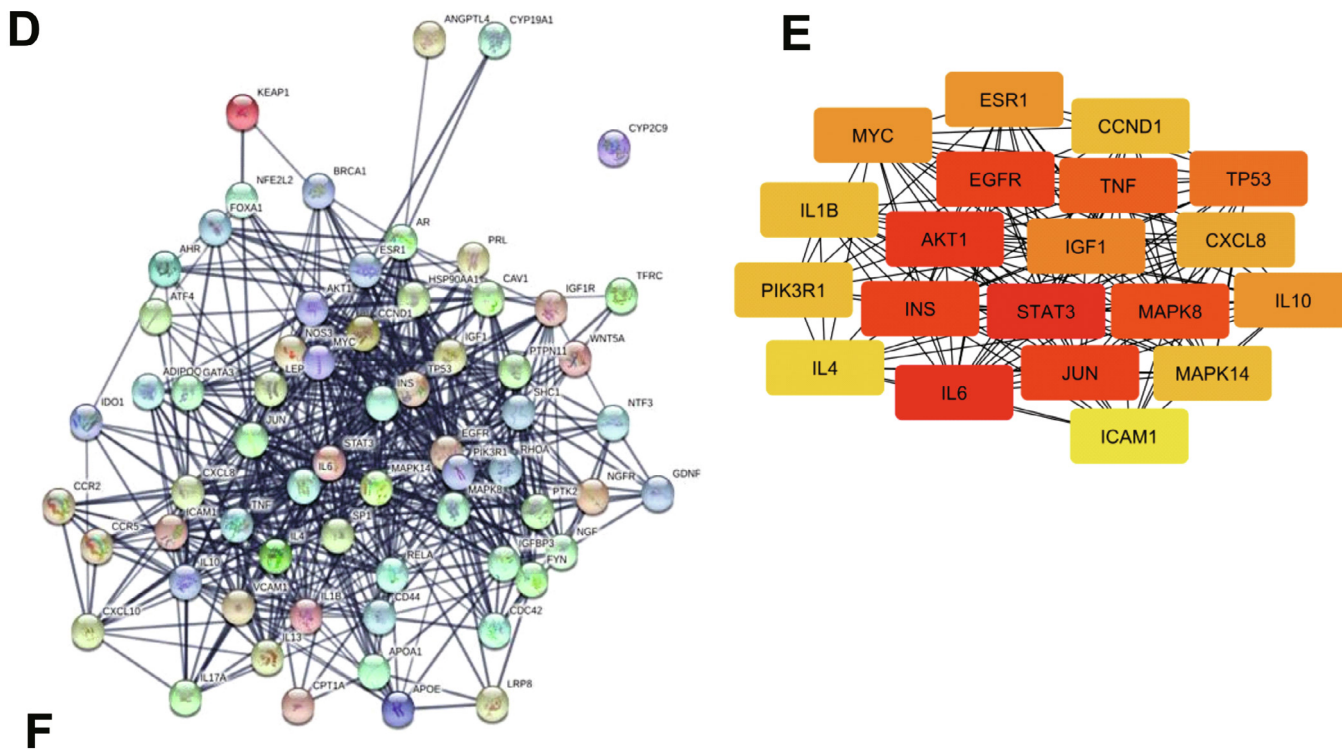 D
ANGPTL4
CYP19A1
KEAP1
CYP2C9
NFE2L2
BRCA1
FOXA1
AR
AHR
ESR1
PRL
ATF4
AKT1
HSP90AA1
CAV1
IGF1R
TFRC
CCND1
NOS3
MYC
IGF1
WNT5A
LEP
TP53
PTPN11
ADIPOQ
GATA3
INS
SHC1
IDO1
NTF3
JUN
STAT3
EGFR
CXCL8
IL6
MAPK14
PIK3R1
RHOA
NGFR
GDNF
CCR2
ICAM1
TNF
SP1
MAPK8
PTK2
CCR5
IL4
NGF
IL10
RELA
IGFBP3
FYN
VCAM1
IL1B
CD44
CXCL10
IL13
CDC42
IL17A
APOA1
CPT1A
APOE
LRP8
E
ESR1
MYC
CCND1
EGFR
TNF
TP53
IL1B
AKT1
IGF1
CXCL8
PIK3R1
INS
STAT3
MAPK8
IL10
IL4
IL6
JUN
MAPK14
ICAM1
F